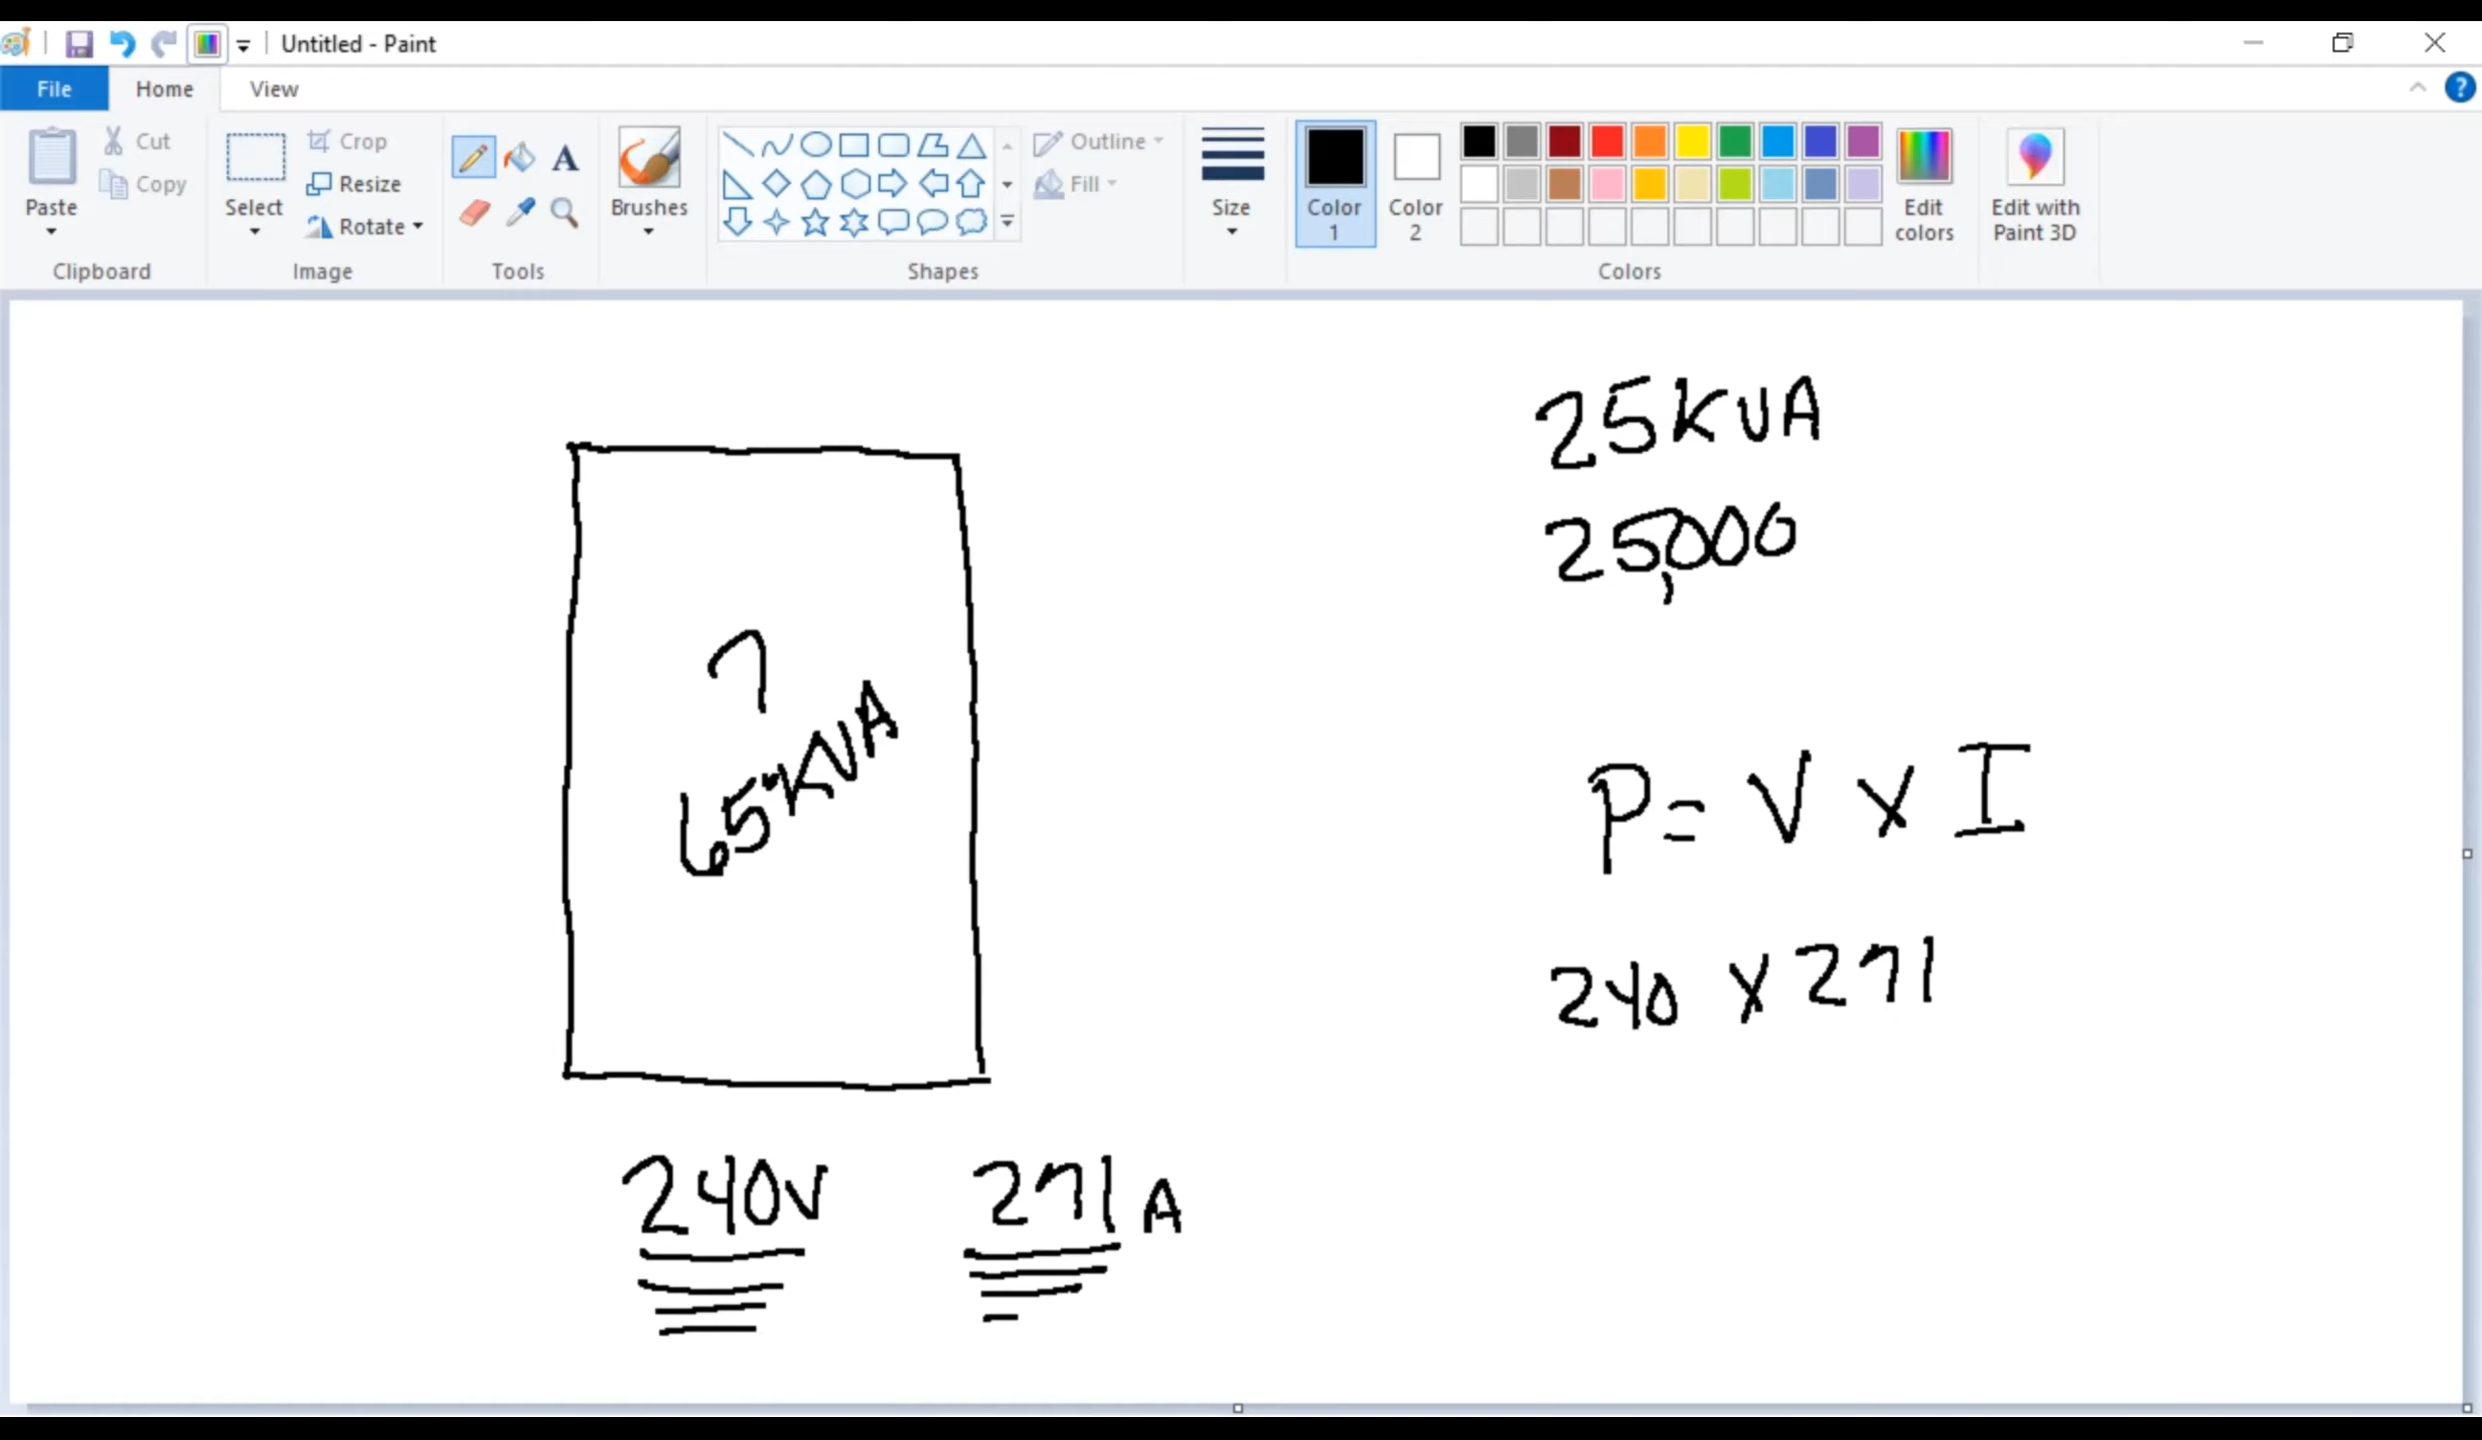 Untitled - Paint
File Home View
Paste
Cut
Copy
Clipboard
Select
Crop
Resize
Rotate
Image
A
Tools
Brushes
Shapes
Outline
Fill
Size
Color 1
Color 2
Colors
Edit colors
Edit with Paint 3D
?
65KVA
240V 271A
25KVA
25,000
P= V X I
240 X 271